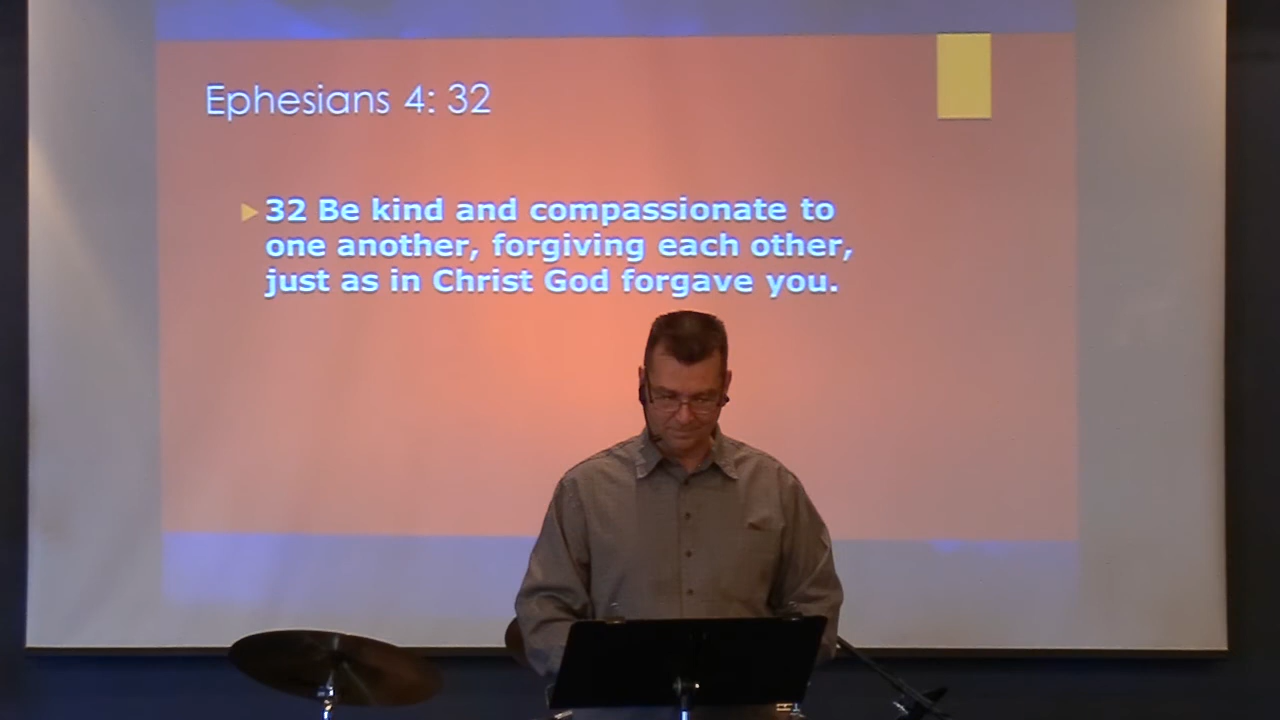 Ephesians 4: 32
32 Be kind and compassionate to
one another, forgiving each other,
just as in Christ God forgave you.